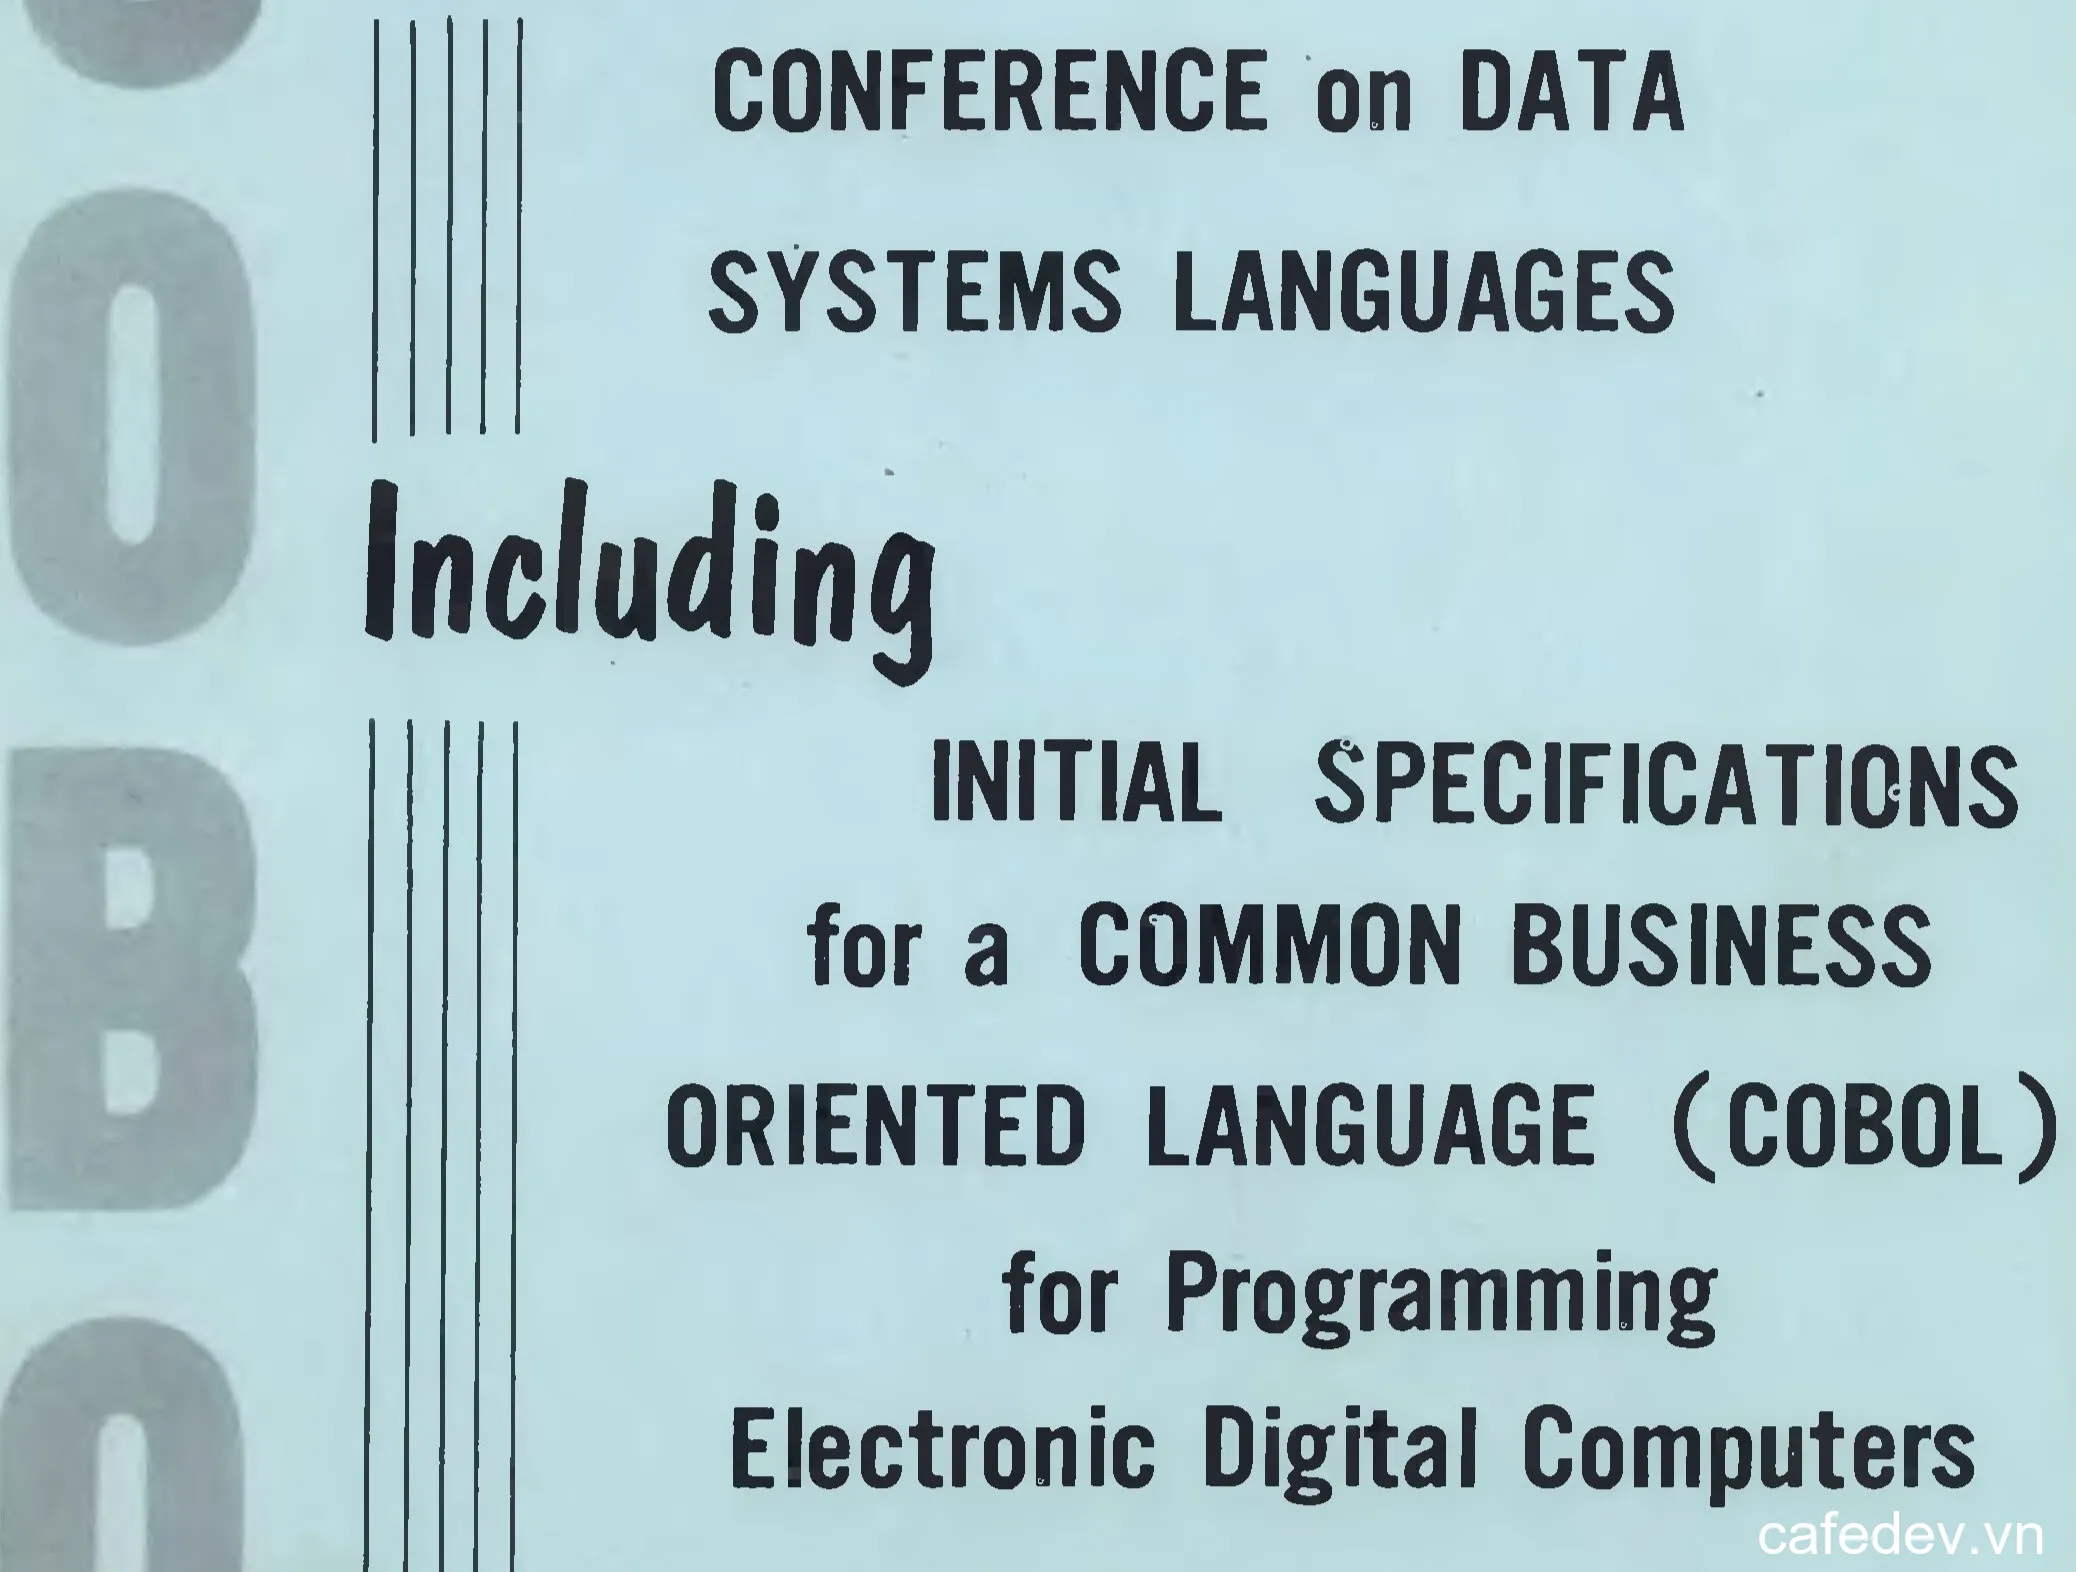 CONFERENCE on DATA
SYSTEMS LANGUAGES
Including
INITIAL SPECIFICATIONS
for a COMMON BUSINESS
ORIENTED LANGUAGE (COBOL)
for Programming
Electronic Digital Computers
O
B
O
cafedev.vn